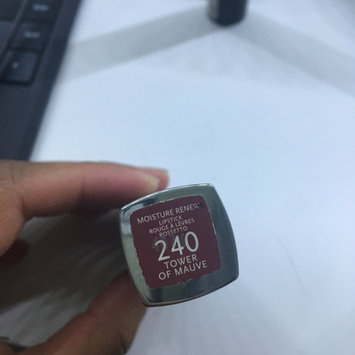 MOISTURE RENEW
LIPSTICK
ROUGE À LÈVRES
ROSSETTO
240
TOWER
OF MAUVE